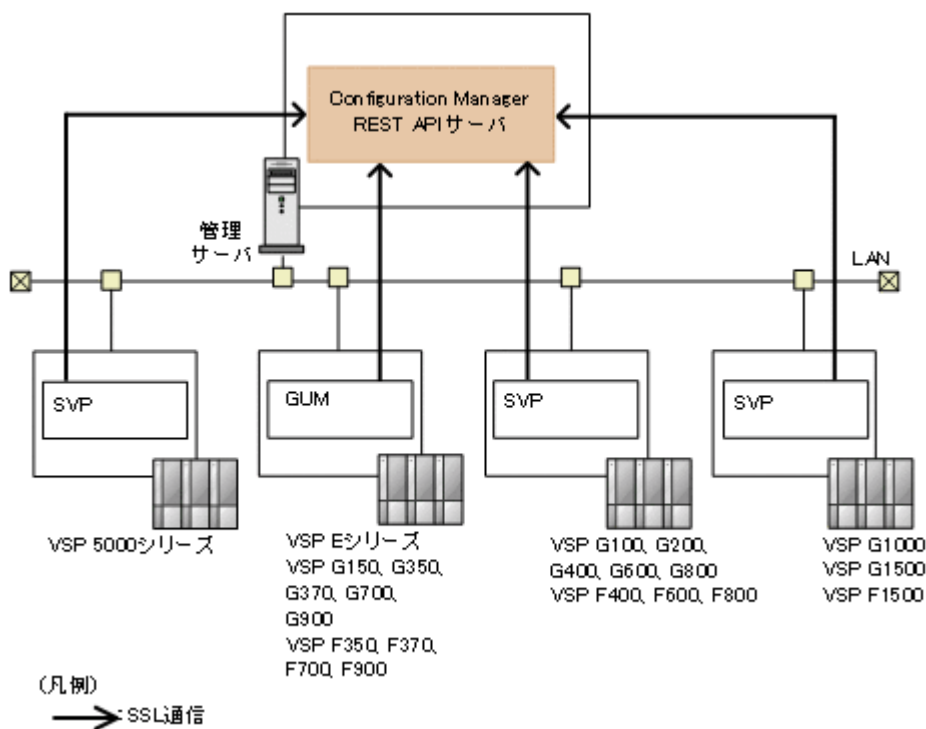 Configuration Manager
REST APIサーバ
管理
サーバ
LAN
SVP
GUM
SVP
SVP
VSP 5000シリーズ
VSP Eシリーズ
VSP G150、G350、
G370、G700、
G900
VSP F350、F370、
F700、F900
VSP G100、G200、
G400、G600、G800
VSP F400、F600、F800
VSP G1000
VSP G1500
VSP F1500
(凡例)
:SSL通信